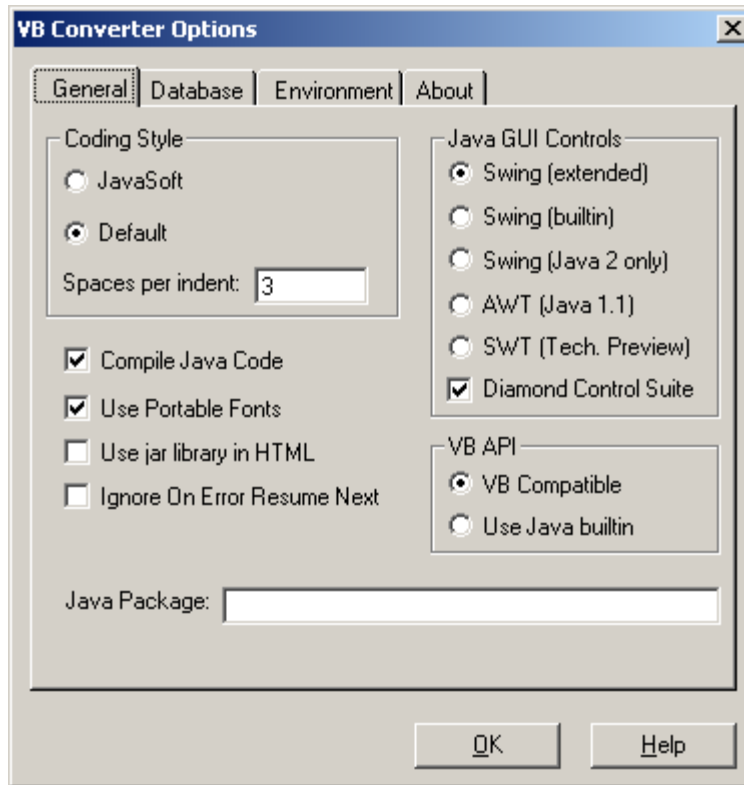 VB Converter Options
General Database Environment About
Coding Style
JavaSoft
Default
Spaces per indent: 3
Compile Java Code
Use Portable Fonts
Use jar library in HTML
Ignore On Error Resume Next
Java GUI Controls
Swing (extended)
Swing (builtin)
Swing (Java 2 only)
AWT (Java 1.1)
SWT (Tech. Preview)
Diamond Control Suite
VB API
VB Compatible
Use Java builtin
Java Package:
OK Help